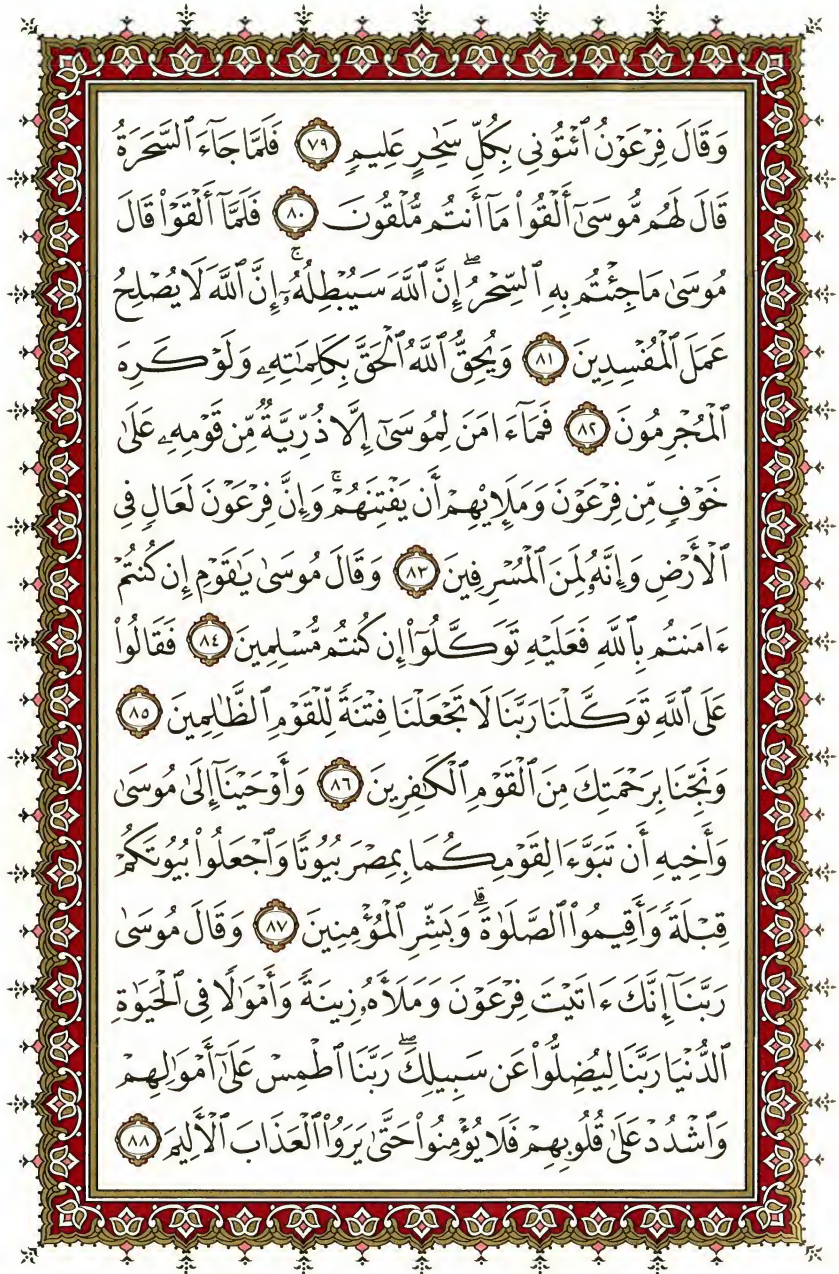 وَقَالَ فِرْعَوْنُ ٱئْتُونِى بِكُلِّ سَٰحِرٍ عَلِيمٍ ٧٩ فَلَمَّا جَآءَ ٱلسَّحَرَةُ
قَالَ لَهُم مُّوسَىٰٓ أَلْقُوا۟ مَآ أَنتُم مُّلْقُونَ ٨٠ فَلَمَّآ أَلْقَوْا۟ قَالَ
مُوسَىٰ مَا جِئْتُم بِهِ ٱلسِّحْرُ ۖ إِنَّ ٱللَّهَ سَيُبْطِلُهُۥٓ ۚ إِنَّ ٱللَّهَ لَا يُصْلِحُ
عَمَلَ ٱلْمُفْسِدِينَ ٨١ وَيُحِقُّ ٱللَّهُ ٱلْحَقَّ بِكَلِمَٰتِهِۦ وَلَوْ كَرِهَ
ٱلْمُجْرِمُونَ ٨٢ فَمَآ ءَامَنَ لِمُوسَىٰٓ إِلَّا ذُرِّيَّةٌ مِّن قَوْمِهِۦ عَلَىٰ
خَوْفٍ مِّن فِرْعَوْنَ وَمَلَإِي۟هِمْ أَن يَفْتِنَهُمْ ۚ وَإِنَّ فِرْعَوْنَ لَعَالٍ فِى
ٱلْأَرْضِ وَإِنَّهُۥ لَمِنَ ٱلْمُسْرِفِينَ ٨٣ وَقَالَ مُوسَىٰ يَٰقَوْمِ إِن كُنتُمْ
ءَامَنتُم بِٱللَّهِ فَعَلَيْهِ تَوَكَّلُوٓا۟ إِن كُنتُم مُّسْلِمِينَ ٨٤ فَقَالُوا۟
عَلَى ٱللَّهِ تَوَكَّلْنَا رَبَّنَا لَا تَجْعَلْنَا فِتْنَةً لِّلْقَوْمِ ٱلظَّٰلِمِينَ ٨٥
وَنَجِّنَا بِرَحْمَتِكَ مِنَ ٱلْقَوْمِ ٱلْكَٰفِرِينَ ٨٦ وَأَوْحَيْنَآ إِلَىٰ مُوسَىٰ
وَأَخِيهِ أَن تَبَوَّءَا لِقَوْمِكُمَا بِمِصْرَ بُيُوتًا وَٱجْعَلُوا۟ بُيُوتَكُمْ
قِبْلَةً وَأَقِيمُوا۟ ٱلصَّلَوٰةَ ۗ وَبَشِّرِ ٱلْمُؤْمِنِينَ ٨٧ وَقَالَ مُوسَىٰ
رَبَّنَآ إِنَّكَ ءَاتَيْتَ فِرْعَوْنَ وَمَلَأَهُۥ زِينَةً وَأَمْوَٰلًا فِى ٱلْحَيَوٰةِ
ٱلدُّنْيَا رَبَّنَا لِيُضِلُّوا۟ عَن سَبِيلِكَ ۖ رَبَّنَا ٱطْمِسْ عَلَىٰٓ أَمْوَٰلِهِمْ
وَٱشْدُدْ عَلَىٰ قُلُوبِهِمْ فَلَا يُؤْمِنُوا۟ حَتَّىٰ يَرَوُا۟ ٱلْعَذَابَ ٱلْأَلِيمَ ٨٨